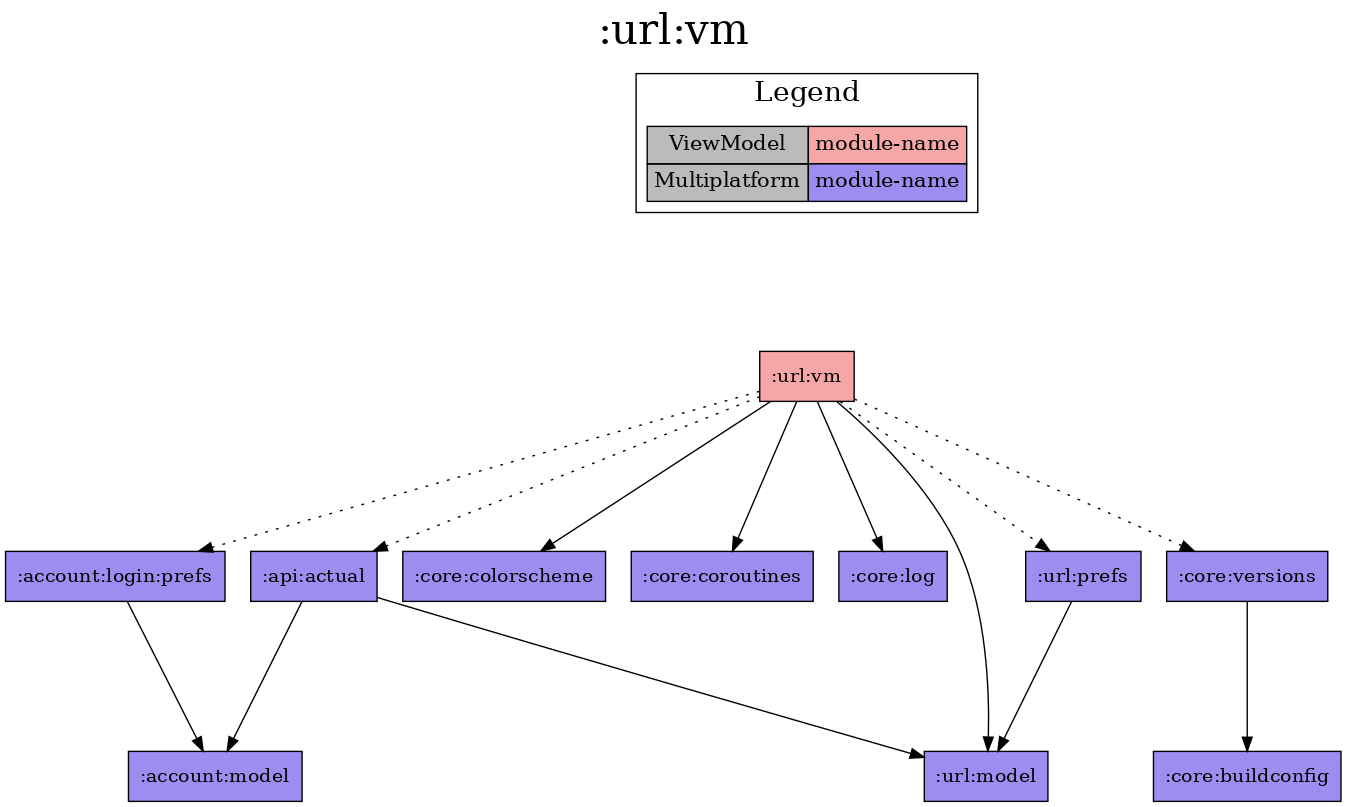 :url:vm
Legend
ViewModel module-name
Multiplatform module-name
:url:vm
:account:login:prefs :api:actual :core:colorscheme :core:coroutines :core:log :url:prefs :core:versions
:account:model :url:model :core:buildconfig